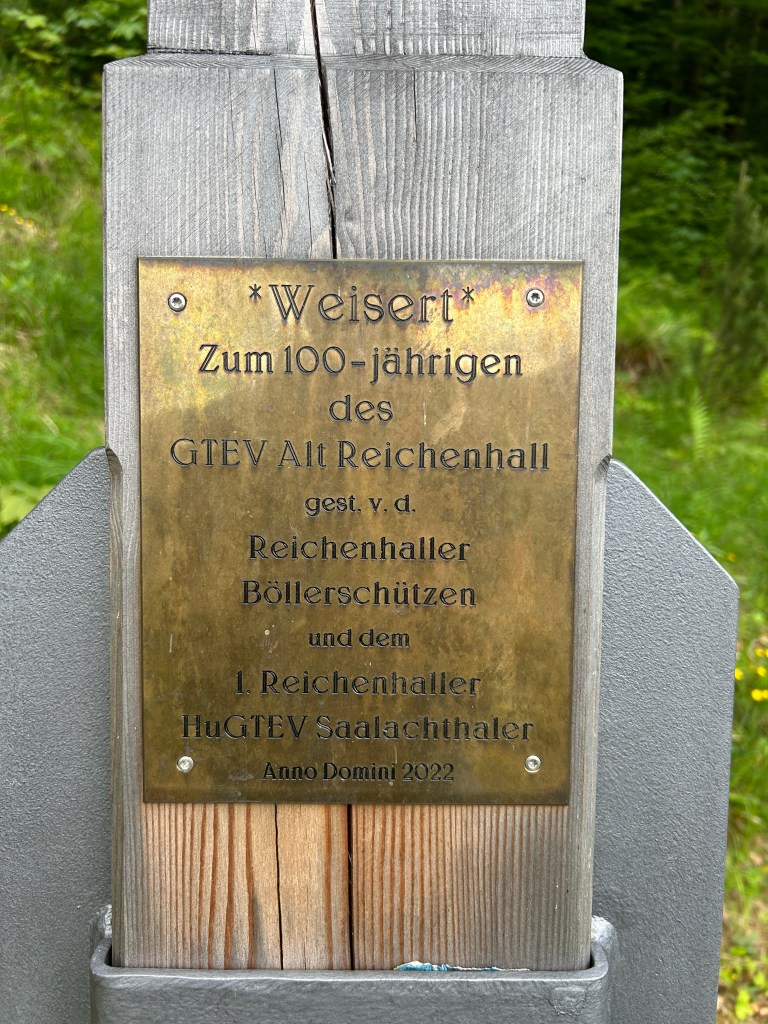 *Weisert*
Zum 100-jährigen
des
GTEV Alt Reichenhall
gest. v. d.
Reichenhaller
Böllerschützen
und dem
1. Reichenhaller
HuGTEV Saalachthaler
Anno Domini 2022